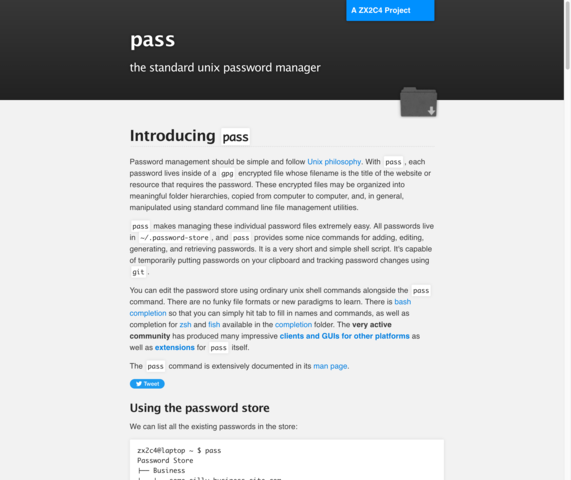 A ZX2C4 Project
pass
the standard unix password manager
Introducing pass
Password management should be simple and follow Unix philosophy. With pass, each
password lives inside of a gpg encrypted file whose filename is the title of the website or
resource that requires the password. These encrypted files may be organized into
meaningful folder hierarchies, copied from computer to computer, and, in general,
manipulated using standard command line file management utilities.
pass makes managing these individual password files extremely easy. All passwords live
in ~/.password-store, and pass provides some nice commands for adding, editing,
generating, and retrieving passwords. It is a very short and simple shell script. It's capable
of temporarily putting passwords on your clipboard and tracking password changes using
git.
You can edit the password store using ordinary unix shell commands alongside the pass
command. There are no funky file formats or new paradigms to learn. There is bash
completion so that you can simply hit tab to fill in names and commands, as well as
completion for zsh and fish available in the completion folder. The very active
community has produced many impressive clients and GUIs for other platforms as
well as extensions for pass itself.
The pass command is extensively documented in its man page.
Tweet
Using the password store
We can list all the existing passwords in the store:
zx2c4@laptop ~ $ pass
Password Store
├── Business